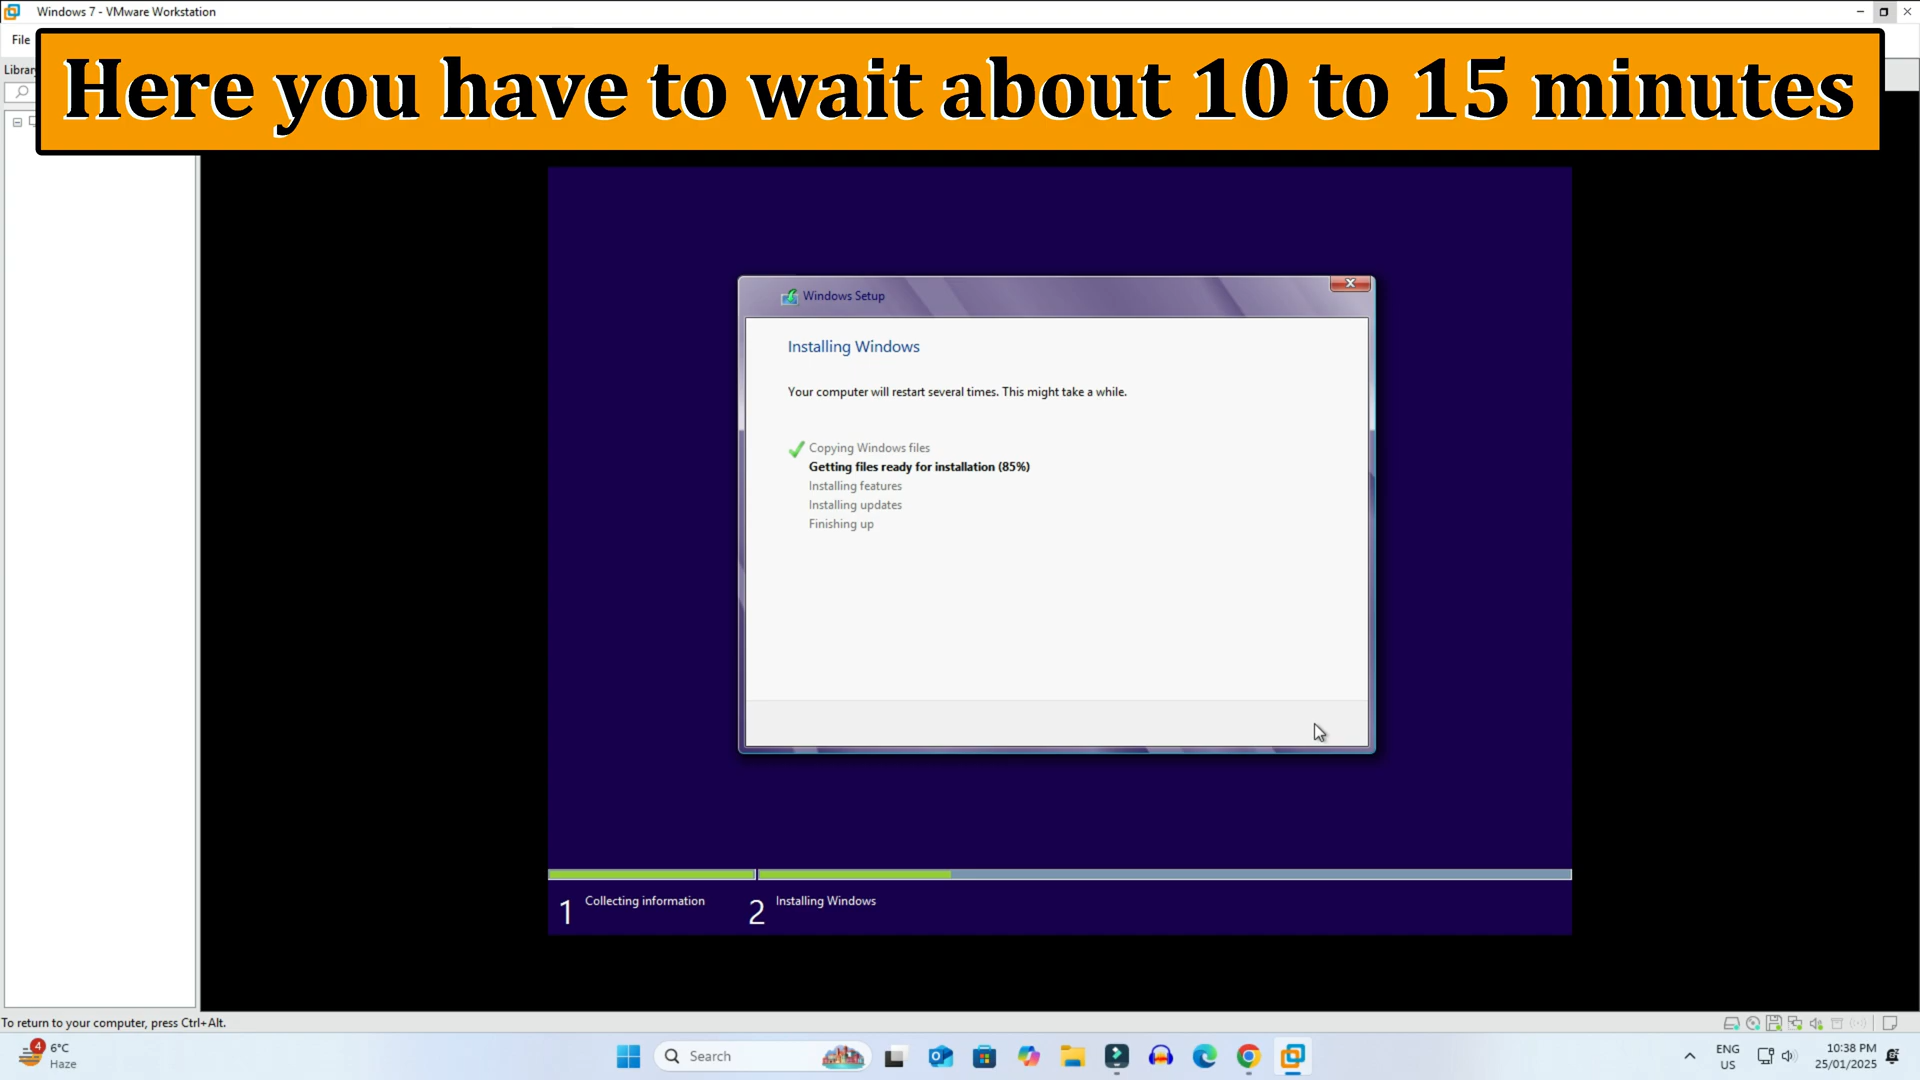 Windows 7 - VMware Workstation
File
Librar
Here you have to wait about 10 to 15 minutes
Windows Setup
Installing Windows
Your computer will restart several times. This might take a while.
Copying Windows files
Getting files ready for installation (85%)
Installing features
Installing updates
Finishing up
1 Collecting information
2 Installing Windows
To return to your computer, press Ctrl+Alt.
4
6°C
Haze
Search
ENG
US
10:38 PM
25/01/2025